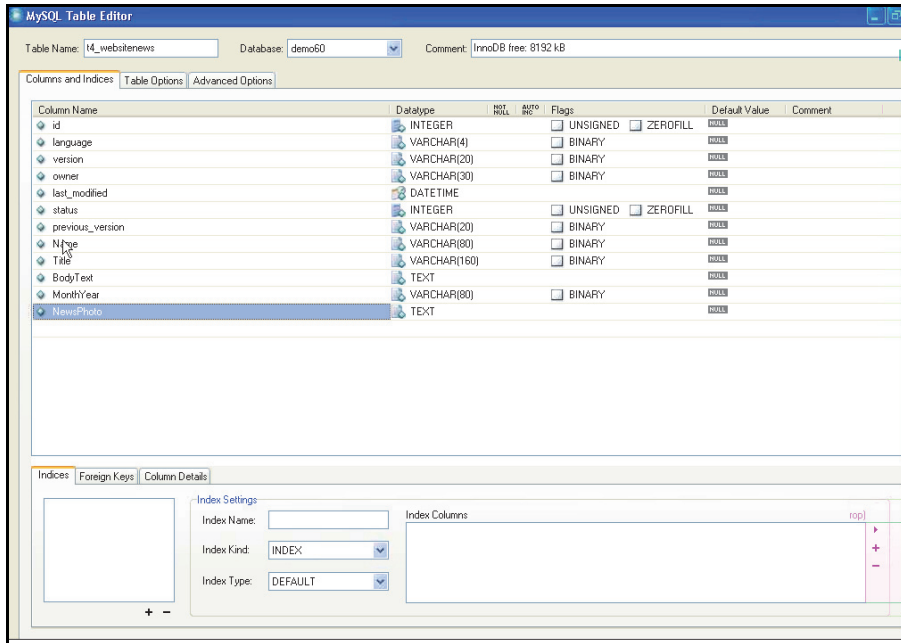 MySQL Table Editor
Table Name: t4_websitenews Database: demo60 Comment: InnoDB free: 8192 kB
Columns and Indices Table Options Advanced Options
Column Name Datatype NOT NULL AUTO INC Flags Default Value Comment
id INTEGER UNSIGNED ZEROFILL NULL
language VARCHAR(4) BINARY NULL
version VARCHAR(20) BINARY NULL
owner VARCHAR(30) BINARY NULL
last_modified DATETIME NULL
status INTEGER UNSIGNED ZEROFILL NULL
previous_version VARCHAR(20) BINARY NULL
Name VARCHAR(80) BINARY NULL
Title VARCHAR(160) BINARY NULL
BodyText TEXT NULL
MonthYear VARCHAR(80) BINARY NULL
NewsPhoto TEXT NULL
Indices Foreign Keys Column Details
Index Settings
Index Name: Index Columns rop)
Index Kind: INDEX
Index Type: DEFAULT